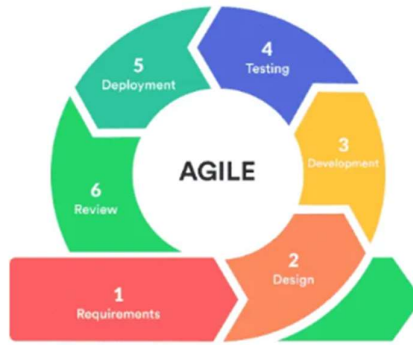 AGILE
1
Requirements
2
Design
3
Development
4
Testing
5
Deployment
6
Review